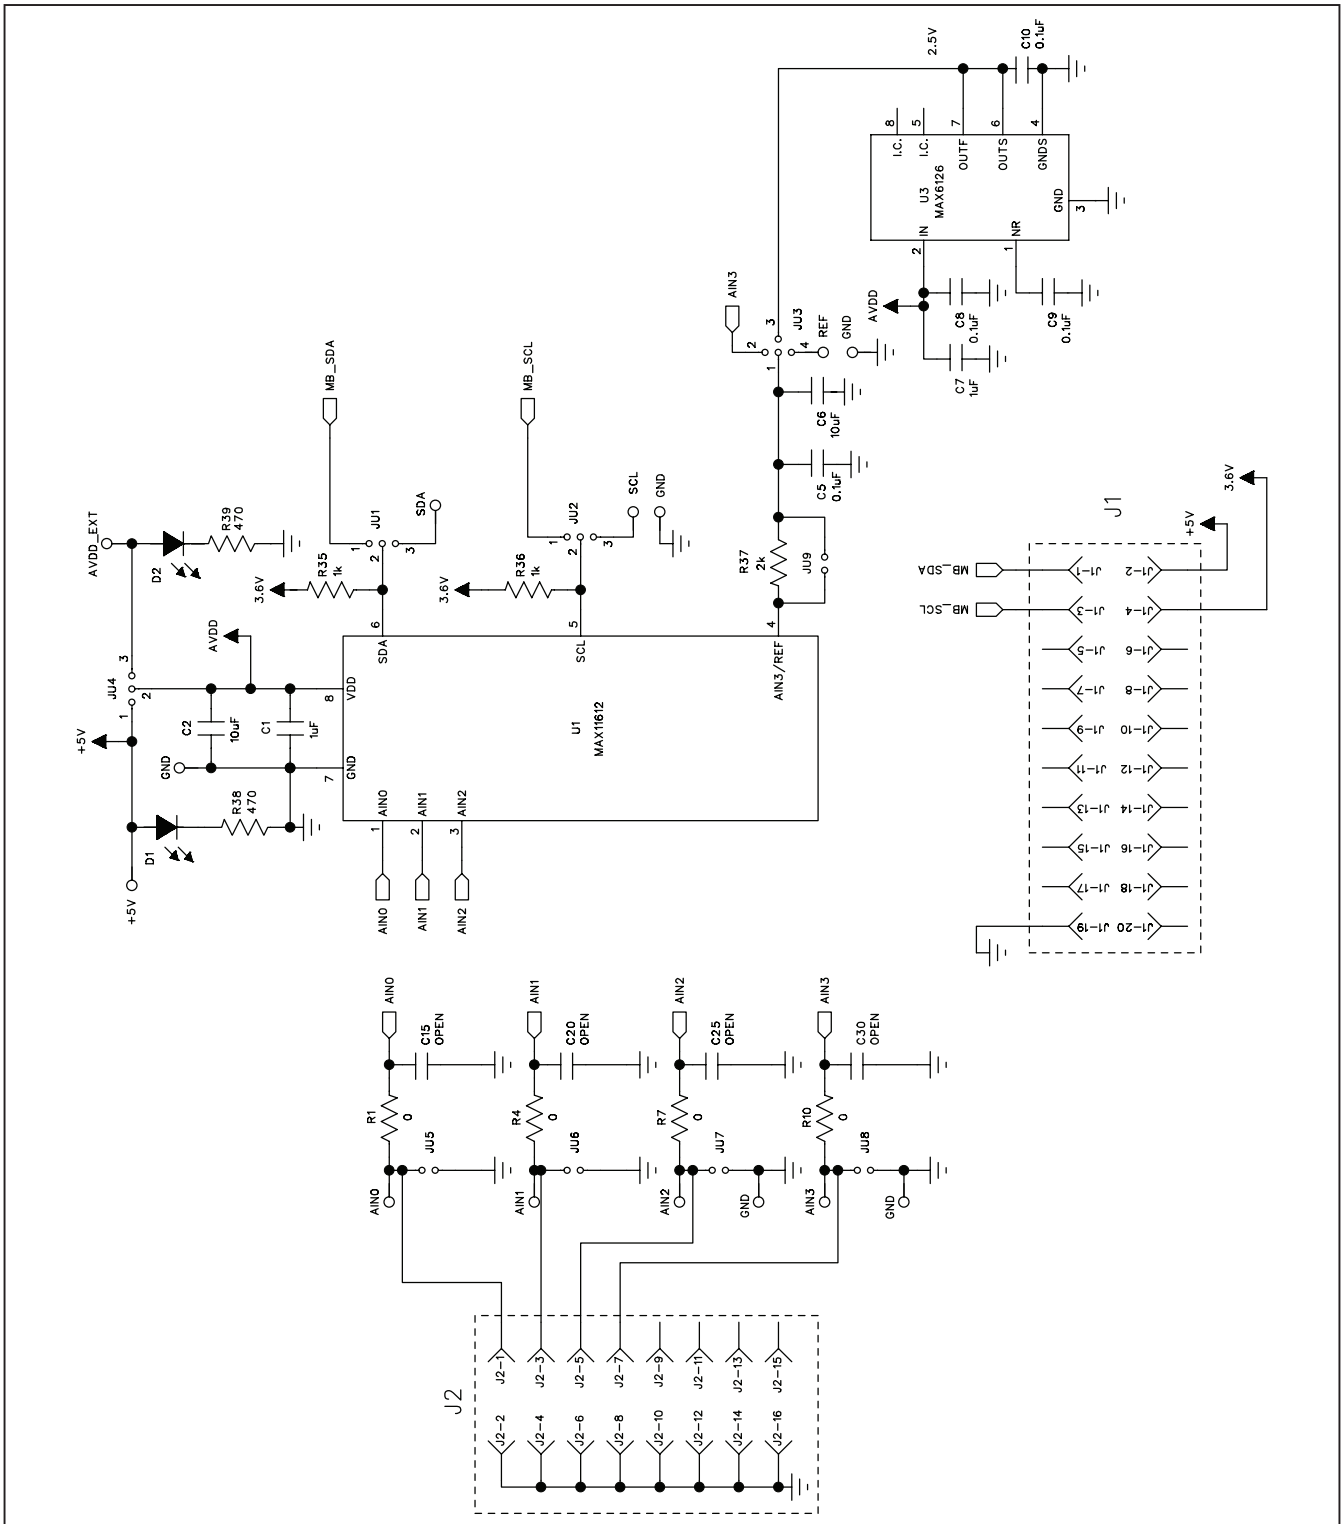 2.5V
C10
0.1uF
8
5
7
6
4
I.C.
I.C.
OUTF
OUTS
GNDS
U3
MAX6126
GND
3
IN
NR
2
1
AVDD
C8
0.1uF
C9
0.1uF
C7
1uF
AIN3
2
3
JU3
1
4
REF
GND
C6
10uF
C5
0.1uF
R37
2k
JU9
4
MB_SDA
MB_SCL
AVDD_EXT
D2
R39
470
3.6V
R35
1k
1
JU1
2
3
SDA
3.6V
R36
1k
1
JU2
2
3
SCL
GND
6
5
AVDD
3
JU4
2
1
+5V
C2
10uF
C1
1uF
GND
8
7
VDD
GND
SDA
SCL
AIN3/REF
U1
MAX11612
R38
470
D1
+5V
AIN0
AIN1
AIN2
1
2
3
AIN0
AIN1
AIN2
J1
+5V
3.6V
MB_SDA
MB_SCL
J1-1
J1-2
J1-3
J1-4
J1-5
J1-6
J1-7
J1-8
J1-9
J1-10
J1-11
J1-12
J1-13
J1-14
J1-15
J1-16
J1-17
J1-18
J1-19
J1-20
AIN0
C15
OPEN
R1
0
JU5
AIN0
AIN1
C20
OPEN
R4
0
JU6
AIN1
AIN2
C25
OPEN
R7
0
JU7
AIN2
GND
AIN3
C30
OPEN
R10
0
JU8
AIN3
GND
J2
J2-1
J2-3
J2-5
J2-7
J2-9
J2-11
J2-13
J2-15
J2-2
J2-4
J2-6
J2-8
J2-10
J2-12
J2-14
J2-16